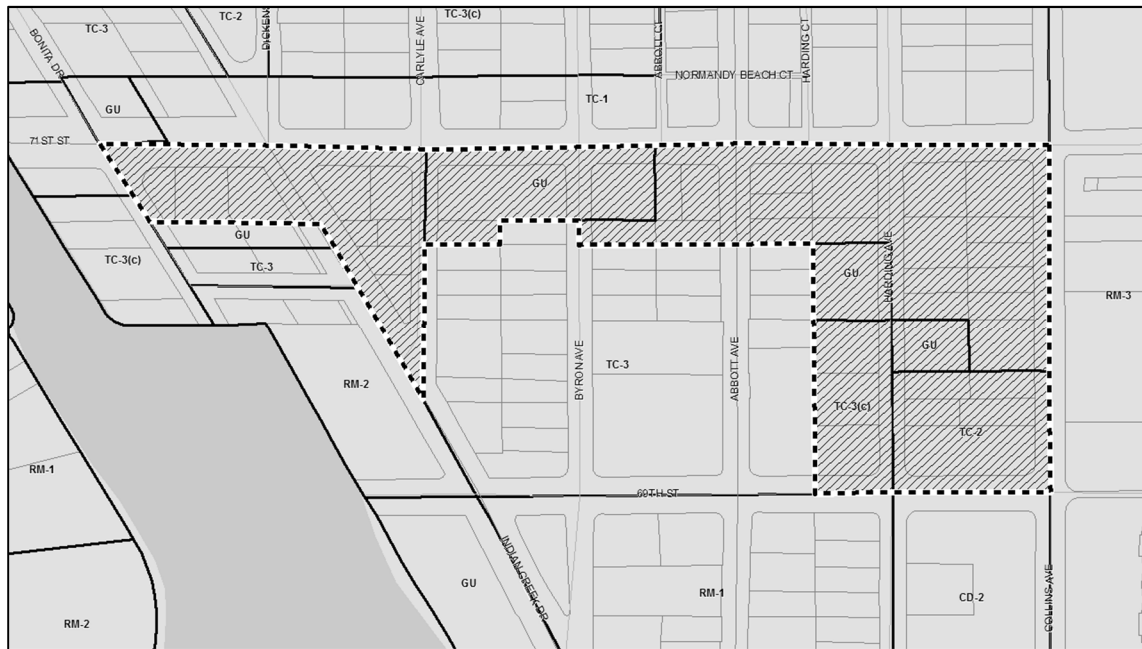 TC-3
TC-2
TC-3(c)
BONITA DR
DICKENS
CARLYLE AVE
ABBOTT CT
HARDING CT
NORMANDY BEACH CT
GU
TC-1
71ST ST
GU
GU
TC-3(c)
TC-3
HARDING AVE
GU
RM-3
GU
BYRON AVE
TC-3
ABBOTT AVE
RM-2
TC-3(c)
TC-2
RM-1
69TH ST
INDIAN CREEK DR
GU
RM-1
CD-2
COLLINS AVE
RM-2